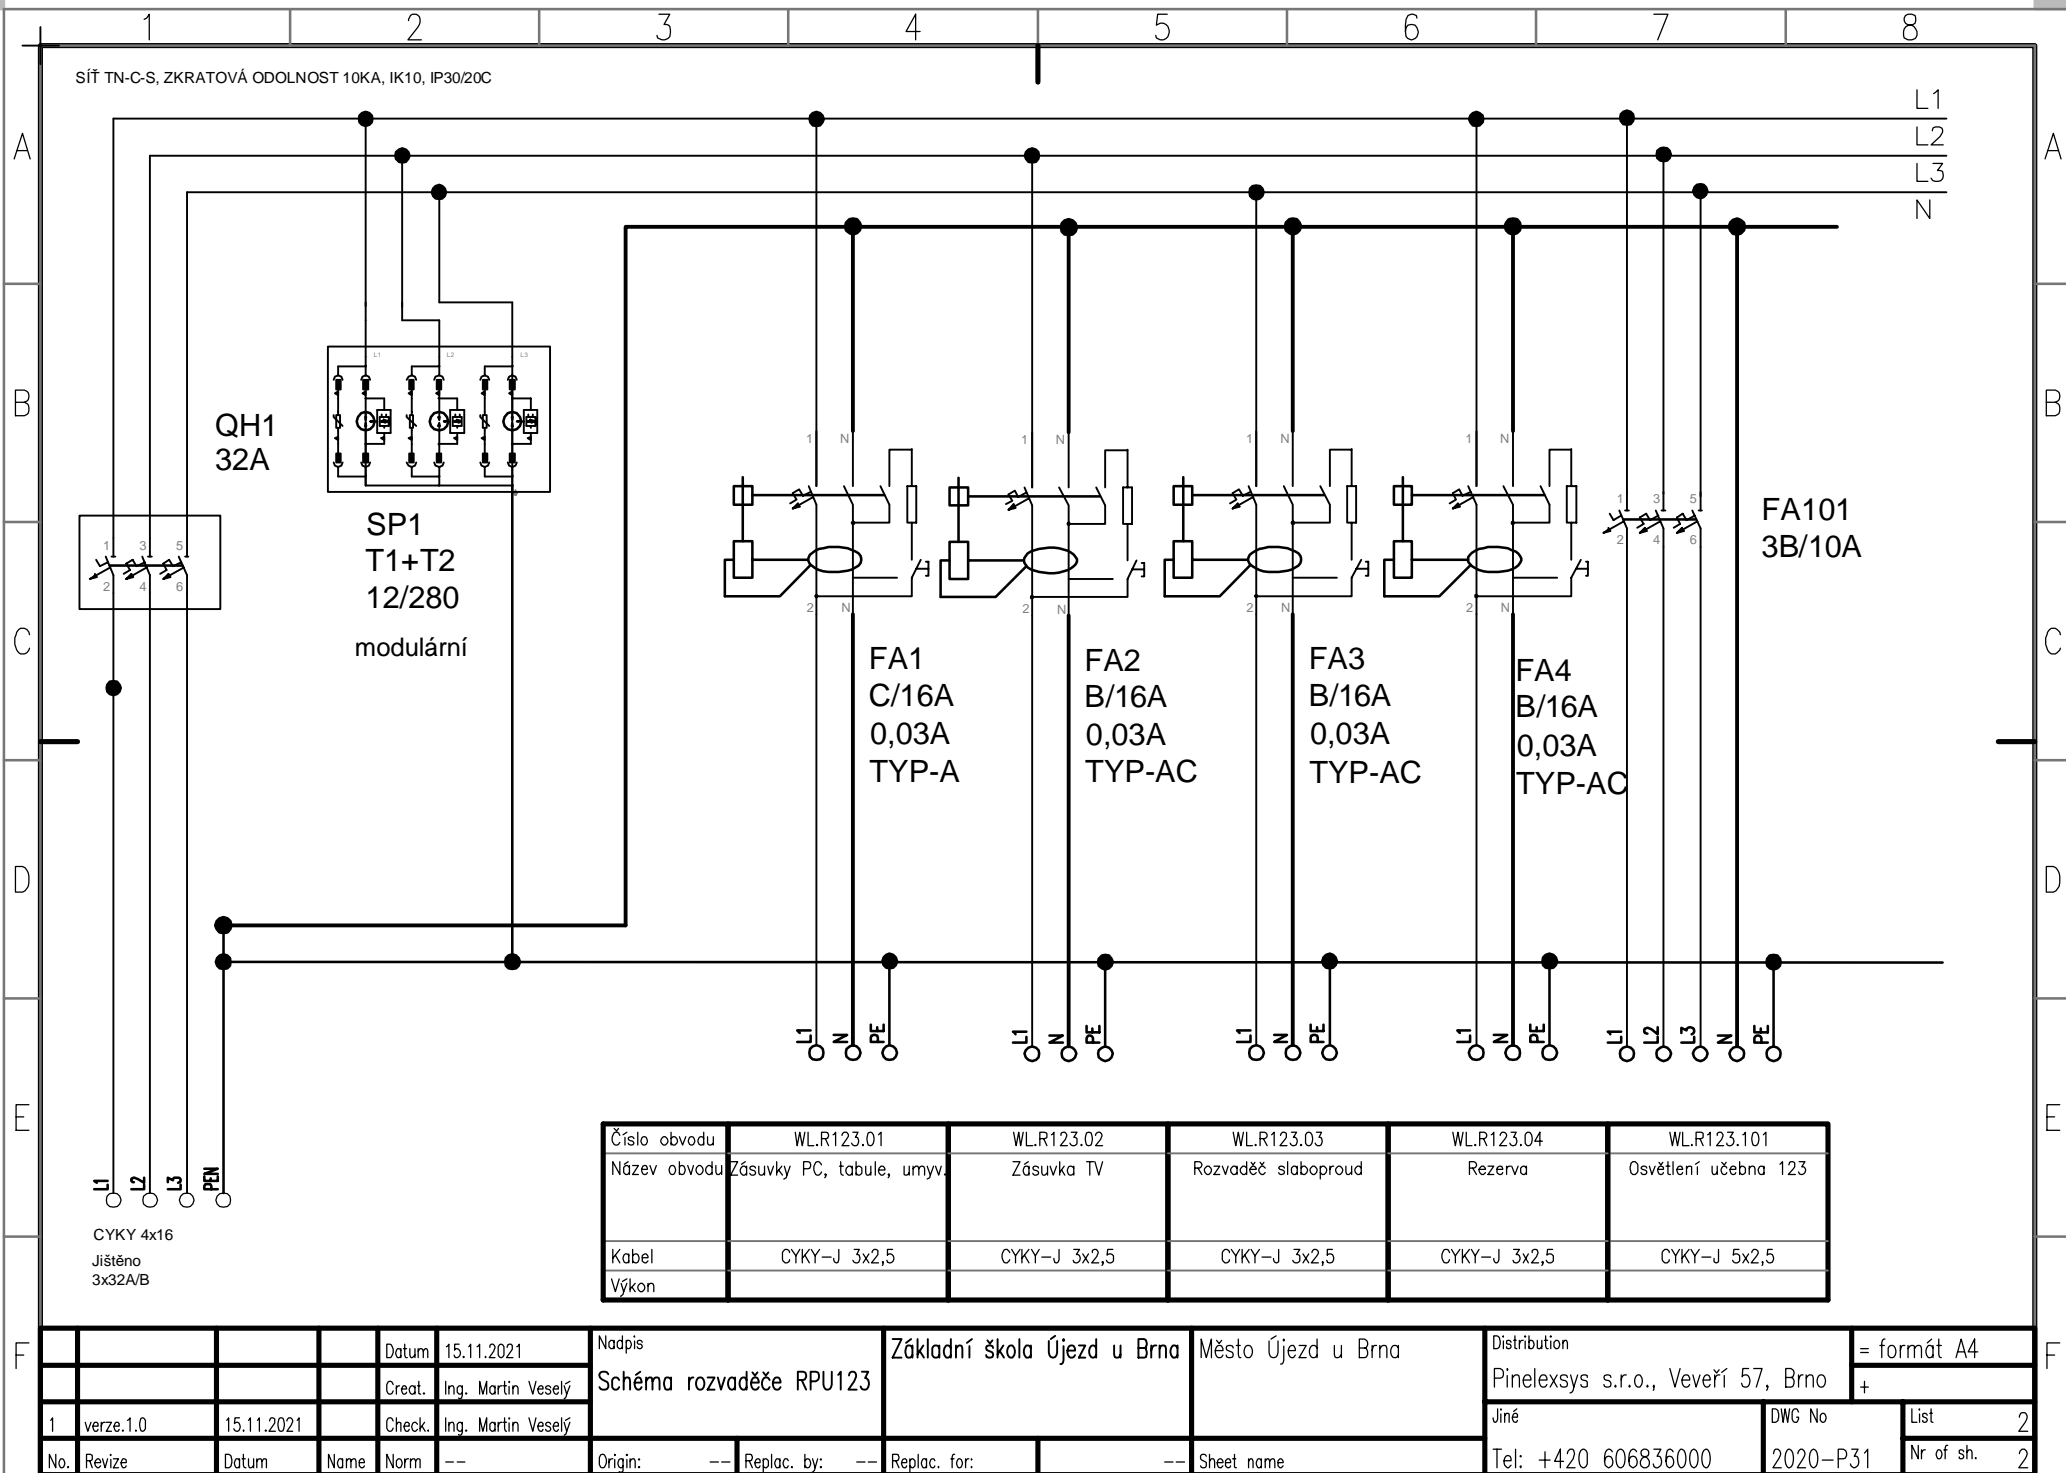 1 2 3 4 5 6 7 8
SÍŤ TN-C-S, ZKRATOVÁ ODOLNOST 10KA, IK10, IP30/20C
L1
A A
L2
L3
N
L1 L2 L3
B B
QH1
32A
1 N 1 N 1 N 1 N
1 3 5
SP1
T1+T2
12/280
modulární
FA101
3B/10A
1 3 5
2 4 6
2 4 6
2 N 2 N 2 N 2 N
C C
FA1
C/16A
0,03A
TYP-A
FA2
B/16A
0,03A
TYP-AC
FA3
B/16A
0,03A
TYP-AC
FA4
B/16A
0,03A
TYP-AC
D D
L1 N PE L1 N PE L1 N PE L1 N PE L1 L2 L3 N PE
E E
L1 L2 L3 PEN
CYKY 4x16
Jištěno
3x32A/B
Číslo obvodu WL.R123.01 WL.R123.02 WL.R123.03 WL.R123.04 WL.R123.101
Název obvodu Zásuvky PC, tabule, umyv. Zásuvka TV Rozvaděč slaboproud Rezerva Osvětlení učebna 123
Kabel CYKY-J 3x2,5 CYKY-J 3x2,5 CYKY-J 3x2,5 CYKY-J 3x2,5 CYKY-J 5x2,5
Výkon
F F
Datum 15.11.2021
Creat. Ing. Martin Veselý
1 verze.1.0 15.11.2021 Check. Ing. Martin Veselý
No. Revize Datum Name Norm --
Nadpis
Schéma rozvaděče RPU123
Origin: -- Replac. by: -- Replac. for: --
Základní škola Újezd u Brna
Město Újezd u Brna
Sheet name
Distribution
Pinelexsys s.r.o., Veveří 57, Brno
= formát A4
+
Jiné
Tel: +420 606836000
DWG No
2020-P31
List 2
Nr of sh. 2